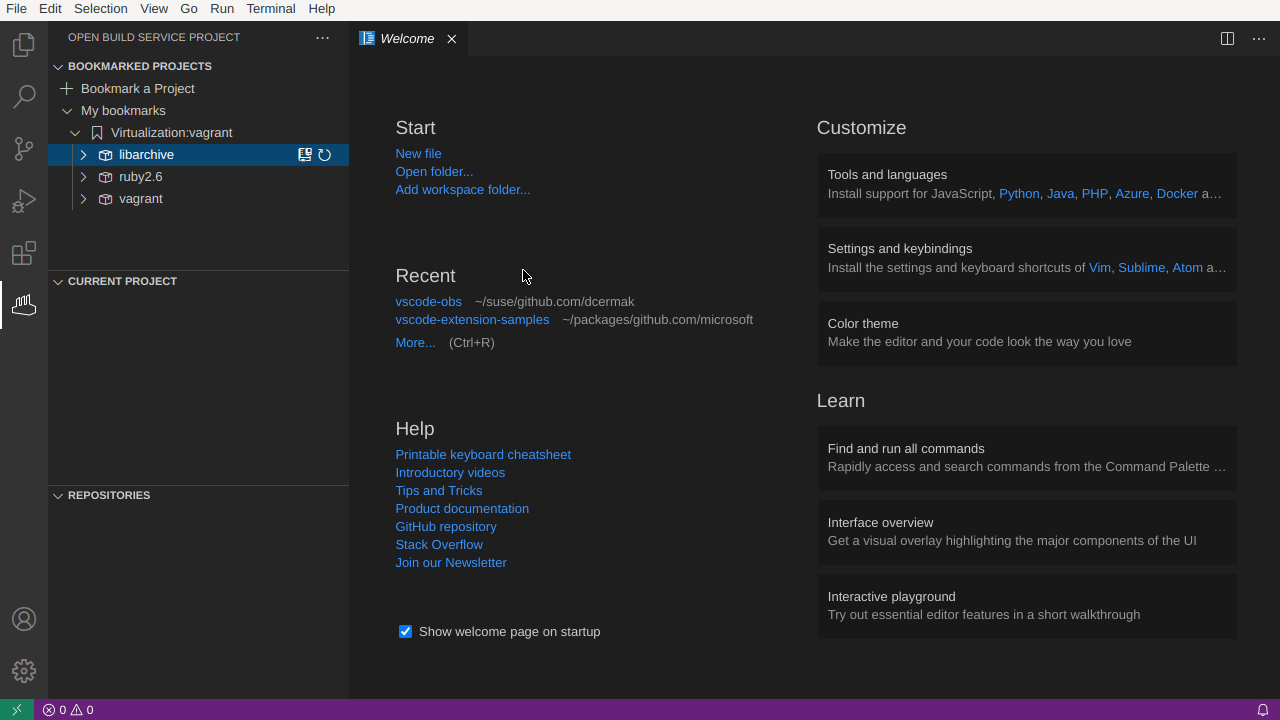 File Edit Selection View Go Run Terminal Help
OPEN BUILD SERVICE PROJECT
BOOKMARKED PROJECTS
Bookmark a Project
My bookmarks
Virtualization:vagrant
libarchive
ruby2.6
vagrant
CURRENT PROJECT
REPOSITORIES
Welcome
Start
New file
Open folder...
Add workspace folder...
Recent
vscode-obs ~/suse/github.com/dcermak
vscode-extension-samples ~/packages/github.com/microsoft
More... (Ctrl+R)
Help
Printable keyboard cheatsheet
Introductory videos
Tips and Tricks
Product documentation
GitHub repository
Stack Overflow
Join our Newsletter
Show welcome page on startup
Customize
Tools and languages
Install support for JavaScript, Python, Java, PHP, Azure, Docker a…
Settings and keybindings
Install the settings and keyboard shortcuts of Vim, Sublime, Atom a…
Color theme
Make the editor and your code look the way you love
Learn
Find and run all commands
Rapidly access and search commands from the Command Palette …
Interface overview
Get a visual overlay highlighting the major components of the UI
Interactive playground
Try out essential editor features in a short walkthrough
0 0